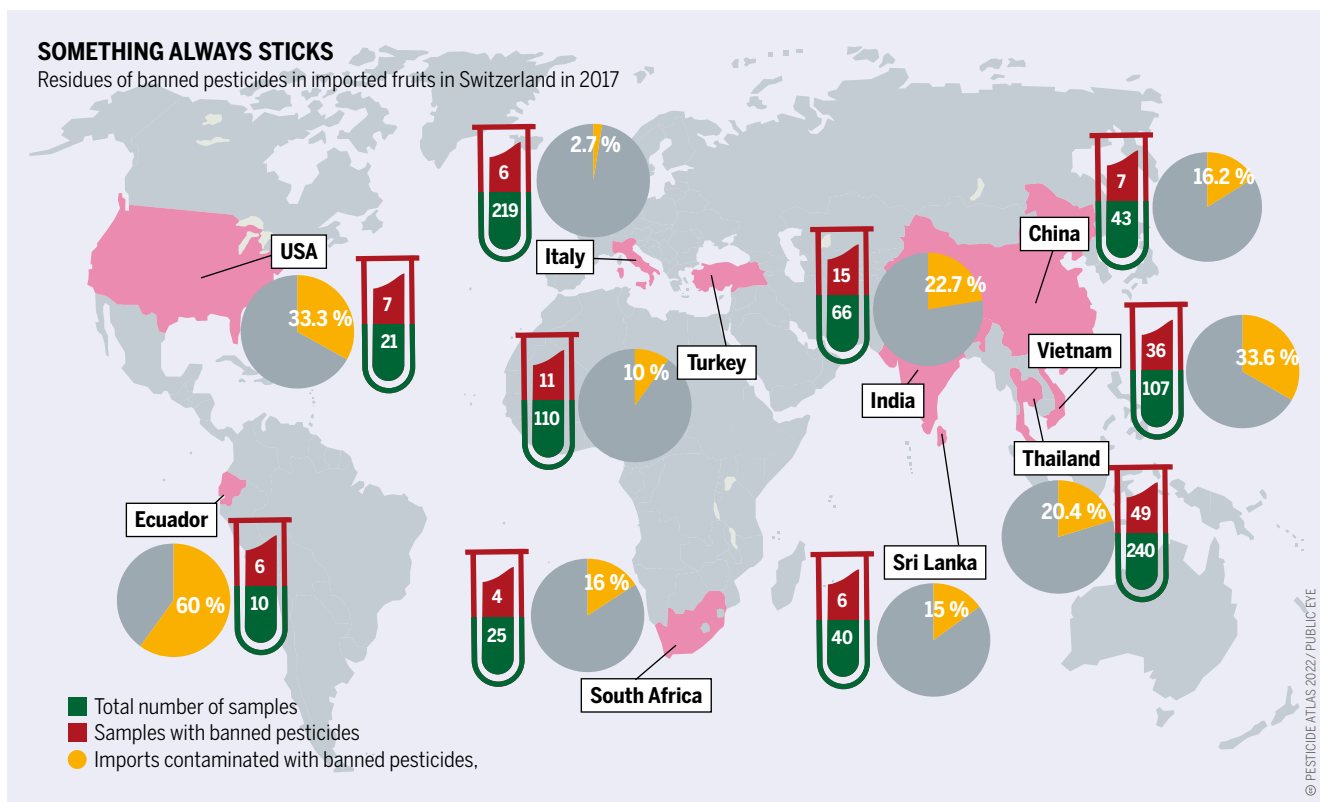 SOMETHING ALWAYS STICKS
Residues of banned pesticides in imported fruits in Switzerland in 2017
USA
33.3 %
7
21
6
219
2.7 %
Italy
11
110
10 %
Turkey
15
66
22.7 %
India
China
7
43
16.2 %
Vietnam
36
107
33.6 %
Thailand
20.4 %
49
240
Ecuador
60 %
6
10
4
25
16 %
South Africa
6
40
Sri Lanka
15 %
Total number of samples
Samples with banned pesticides
Imports contaminated with banned pesticides,
PESTICIDE ATLAS 2022/ PUBLIC EYE